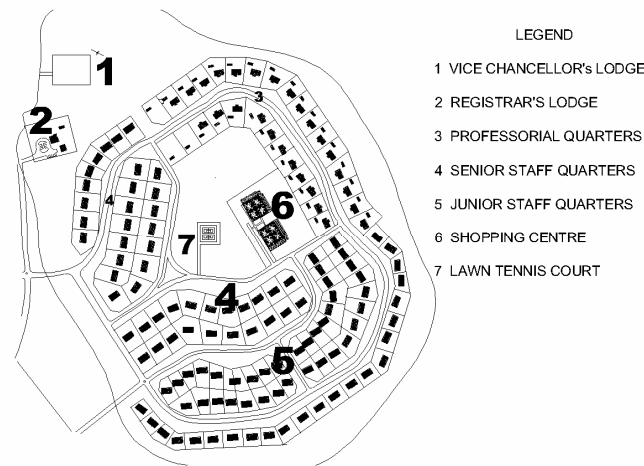 LEGEND
1 VICE CHANCELLOR's LODGE
2 REGISTRAR'S LODGE
3 PROFESSORIAL QUARTERS
4 SENIOR STAFF QUARTERS
5 JUNIOR STAFF QUARTERS
6 SHOPPING CENTRE
7 LAWN TENNIS COURT
1
2
3
4
6
7
4
5